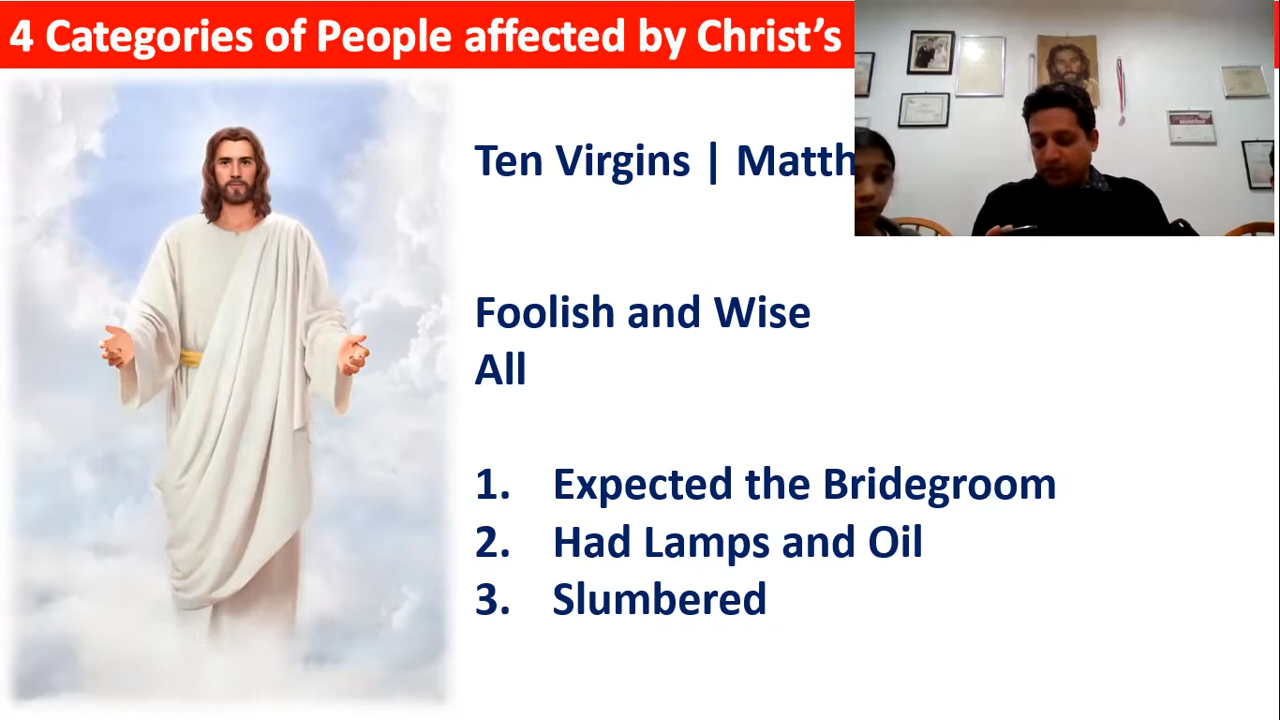 4 Categories of People affected by Christ’s
Ten Virgins | Matth
Foolish and Wise
All
1. Expected the Bridegroom
2. Had Lamps and Oil
3. Slumbered